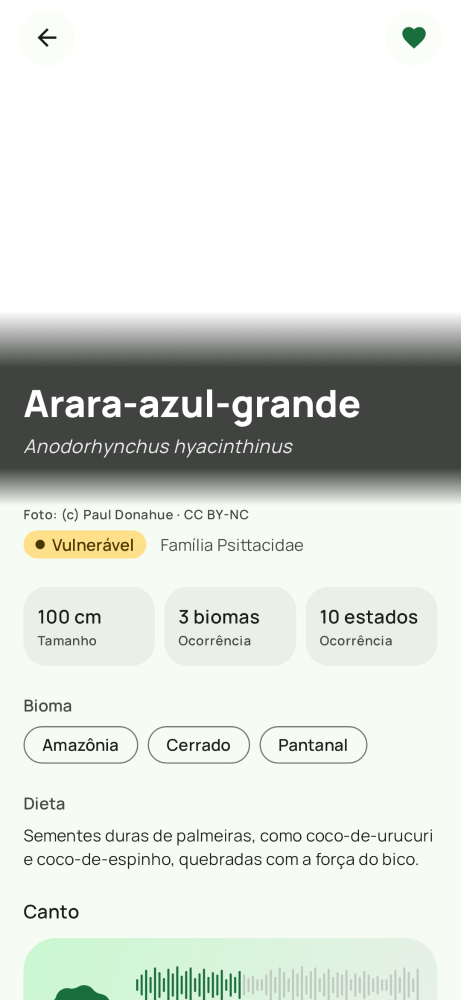 Arara-azul-grande
Anodorhynchus hyacinthinus
Foto: (c) Paul Donahue · CC BY-NC
Vulnerável
Família Psittacidae
100 cm
Tamanho
3 biomas
Ocorrência
10 estados
Ocorrência
Bioma
Amazônia
Cerrado
Pantanal
Dieta
Sementes duras de palmeiras, como coco-de-urucuri
e coco-de-espinho, quebradas com a força do bico.
Canto